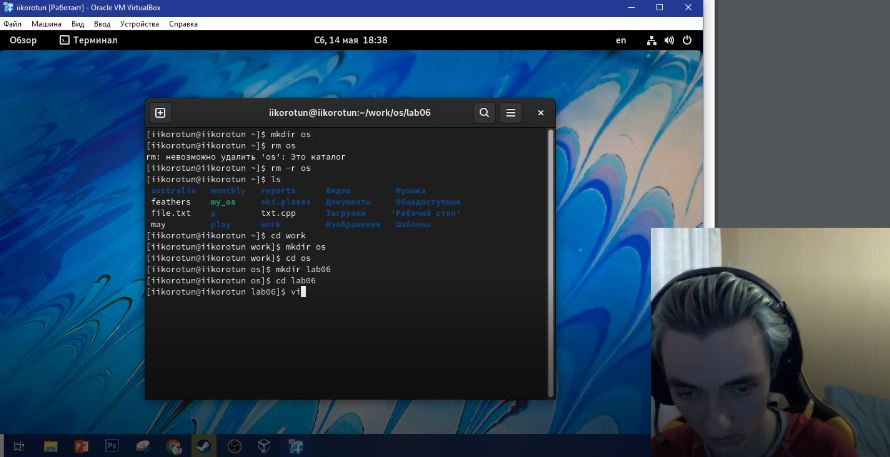 iikorotun [Работает] - Oracle VM VirtualBox
Файл Машина Вид Ввод Устройства Справка
Обзор Терминал Сб, 14 мая 18:38 en
iikorotun@iikorotun:~/work/os/lab06
[iikorotun@iikorotun ~]$ mkdir os
[iikorotun@iikorotun ~]$ rm os
rm: невозможно удалить 'os': Это каталог
[iikorotun@iikorotun ~]$ rm -r os
[iikorotun@iikorotun ~]$ ls
australia monthly reports Видео Музыка
feathers my_os ski.plases Документы Общедоступные
file.txt p txt.cpp Загрузки 'Рабочий стол'
may play work Изображения Шаблоны
[iikorotun@iikorotun ~]$ cd work
[iikorotun@iikorotun work]$ mkdir os
[iikorotun@iikorotun work]$ cd os
[iikorotun@iikorotun os]$ mkdir lab06
[iikorotun@iikorotun os]$ cd lab06
[iikorotun@iikorotun lab06]$ vi